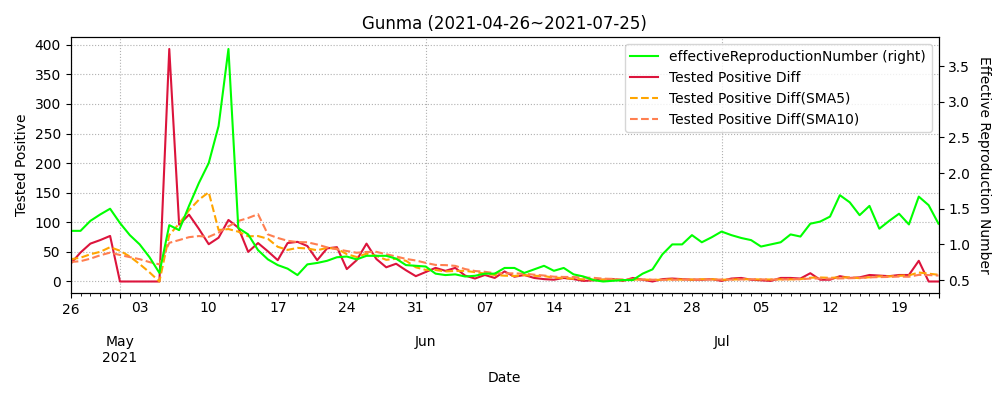 Gunma (2021-04-26~2021-07-25)
effectiveReproductionNumber (right)
Tested Positive Diff
Tested Positive Diff(SMA5)
Tested Positive Diff(SMA10)
Tested Positive
400
350
300
250
200
150
100
50
0
3.5
3.0
2.5
2.0
1.5
1.0
0.5
Effective Reproduction Number
26 03 10 17 24 31 07 14 21 28 05 12 19
May Jun Jul
2021
Date